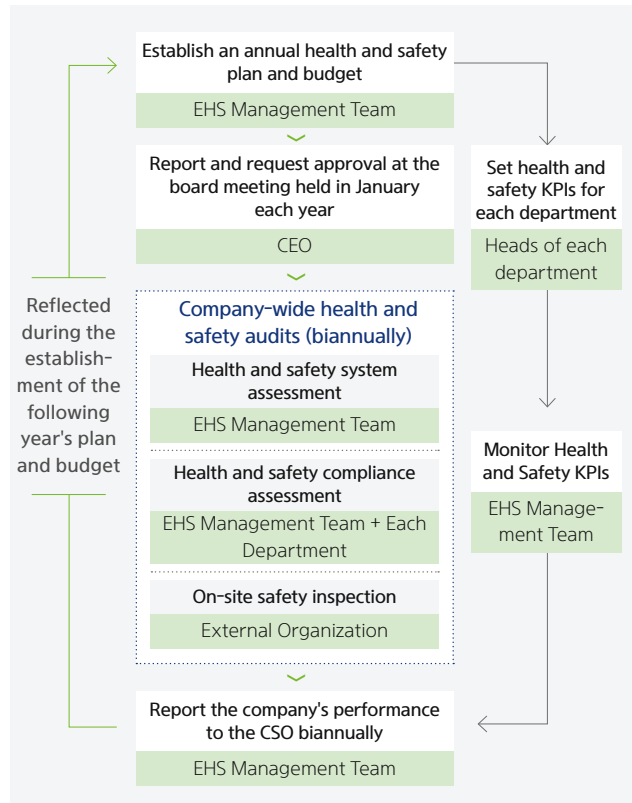 Establish an annual health and safety
plan and budget
EHS Management Team
Report and request approval at the
board meeting held in January
each year
CEO
Set health and
safety KPIs for
each department
Heads of each
department
Reflected
during the
establish-
ment of the
following
year's plan
and budget
Company-wide health and
safety audits (biannually)
Health and safety system
assessment
EHS Management Team
Health and safety compliance
assessment
EHS Management Team + Each
Department
On-site safety inspection
External Organization
Monitor Health
and Safety KPIs
EHS Manage-
ment Team
Report the company's performance
to the CSO biannually
EHS Management Team